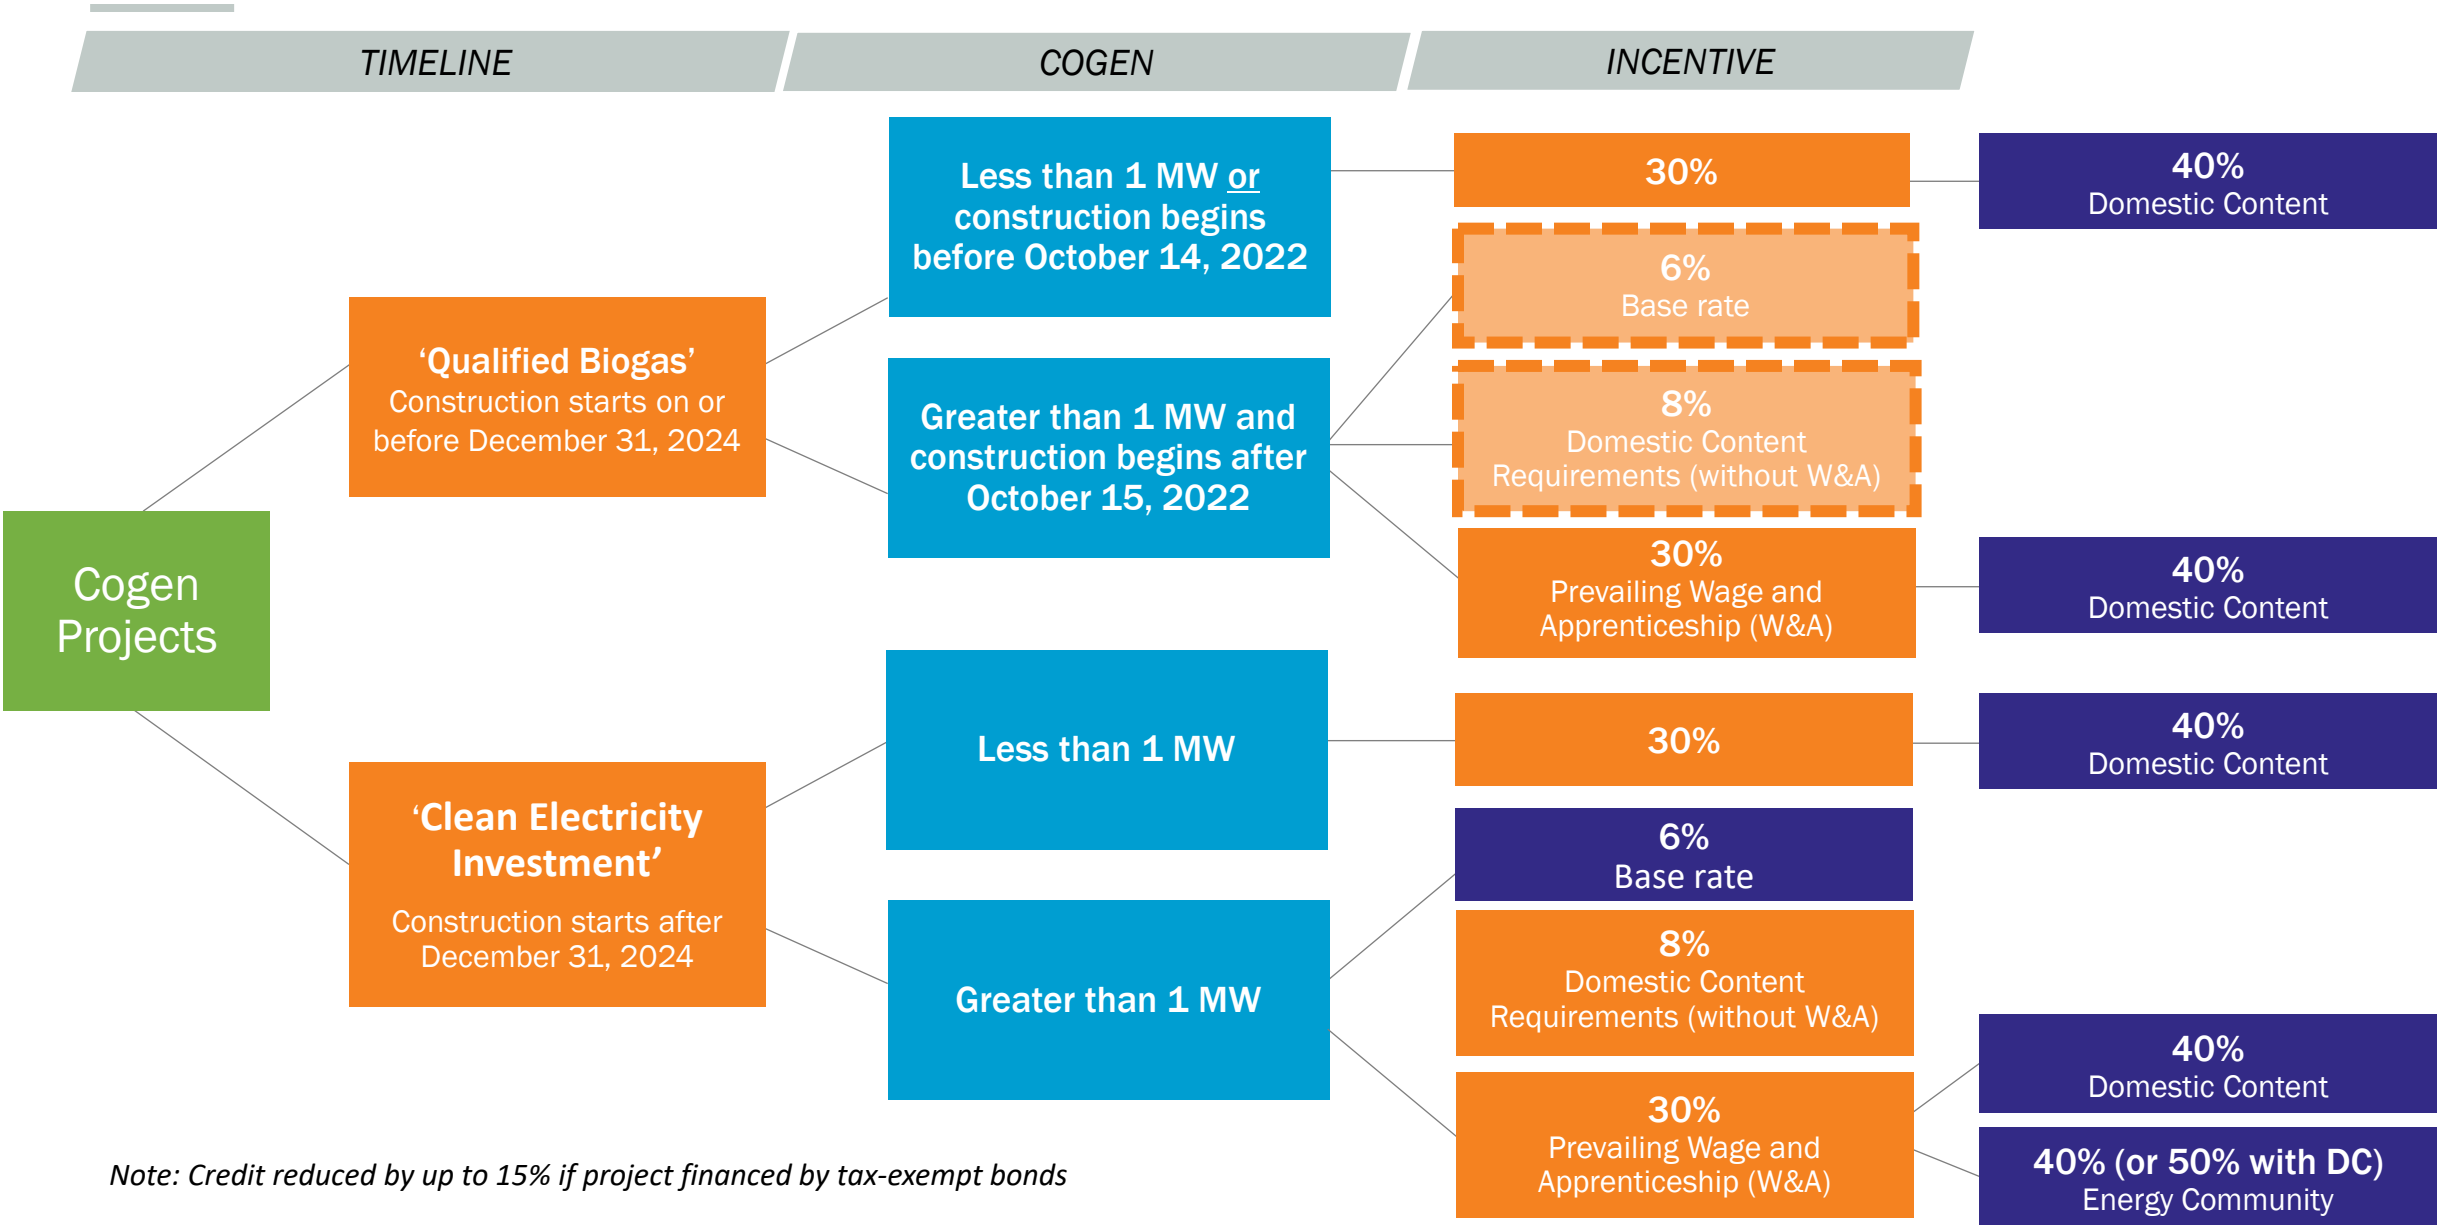 TIMELINE
COGEN
INCENTIVE
Cogen
Projects
‘Qualified Biogas’
Construction starts on or
before December 31, 2024
Less than 1 MW or
construction begins
before October 14, 2022
30%
40%
Domestic Content
Greater than 1 MW and
construction begins after
October 15, 2022
6%
Base rate
8%
Domestic Content
Requirements (without W&A)
30%
Prevailing Wage and
Apprenticeship (W&A)
40%
Domestic Content
‘Clean Electricity
Investment’
Construction starts after
December 31, 2024
Less than 1 MW
30%
40%
Domestic Content
Greater than 1 MW
6%
Base rate
8%
Domestic Content
Requirements (without W&A)
30%
Prevailing Wage and
Apprenticeship (W&A)
40%
Domestic Content
40% (or 50% with DC)
Energy Community
Note: Credit reduced by up to 15% if project financed by tax-exempt bonds